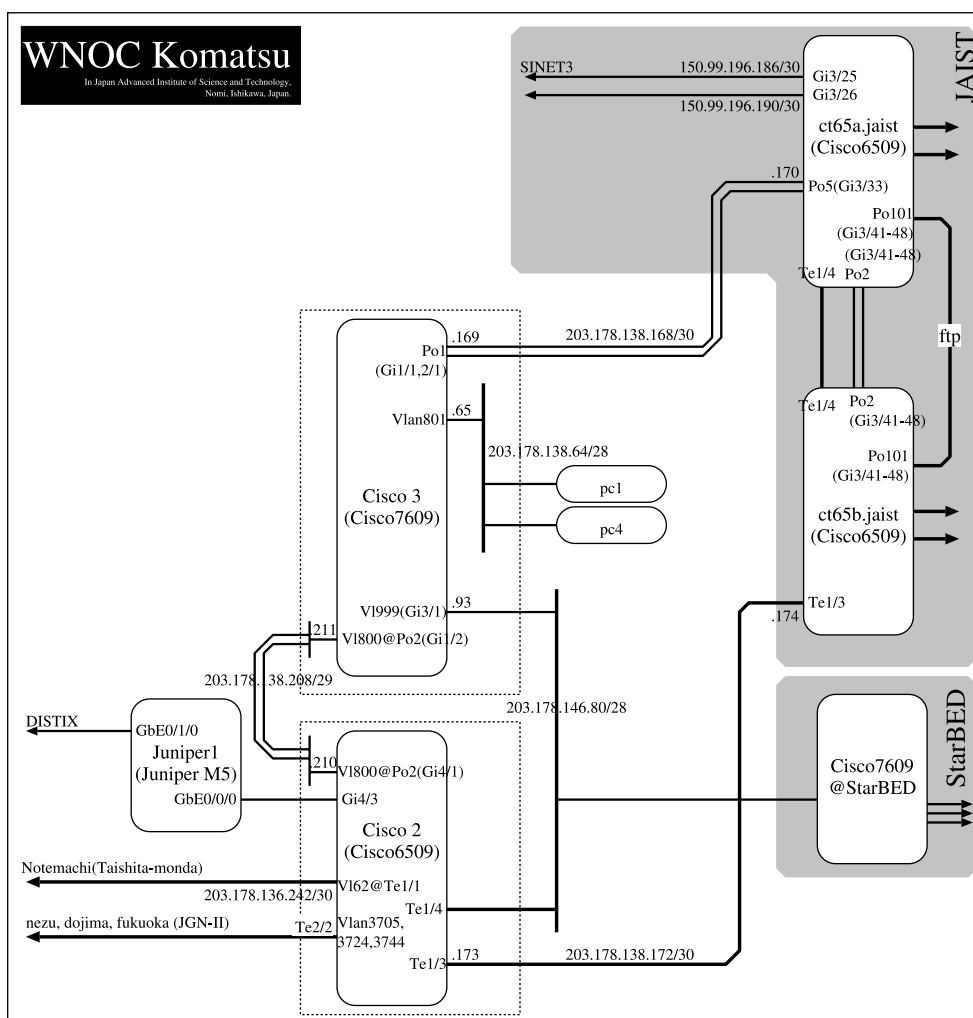 WNOC Komatsu
In Japan Advanced Institute of Science and Technology,
Nomi, Ishikawa, Japan.
JAIST
SINET3
150.99.196.186/30
150.99.196.190/30
Gi3/25
Gi3/26
ct65a.jaist
(Cisco6509)
.170
Po5(Gi3/33)
Po101
(Gi3/41-48)
(Gi3/41-48)
Te1/4
Po2
ftp
.169
203.178.138.168/30
Po1
(Gi1/1,2/1)
.65
Vlan801
203.178.138.64/28
pc1
pc4
Cisco 3
(Cisco7609)
Te1/4
Po2
(Gi3/41-48)
Po101
(Gi3/41-48)
ct65b.jaist
(Cisco6509)
Te1/3
.174
Vl999(Gi3/1)
.93
.211
Vl800@Po2(Gi1/2)
203.178.138.208/29
203.178.146.80/28
DISTIX
GbE0/1/0
Juniper1
(Juniper M5)
GbE0/0/0
.210
Vl800@Po2(Gi4/1)
Gi4/3
Cisco 2
(Cisco6509)
StarBED
Cisco7609
@StarBED
Notemachi(Taishita-monda)
203.178.136.242/30
Vl62@Te1/1
Te1/4
nezu, dojima, fukuoka (JGN-II)
Te2/2
Vlan3705,
3724,3744
Te1/3
.173
203.178.138.172/30